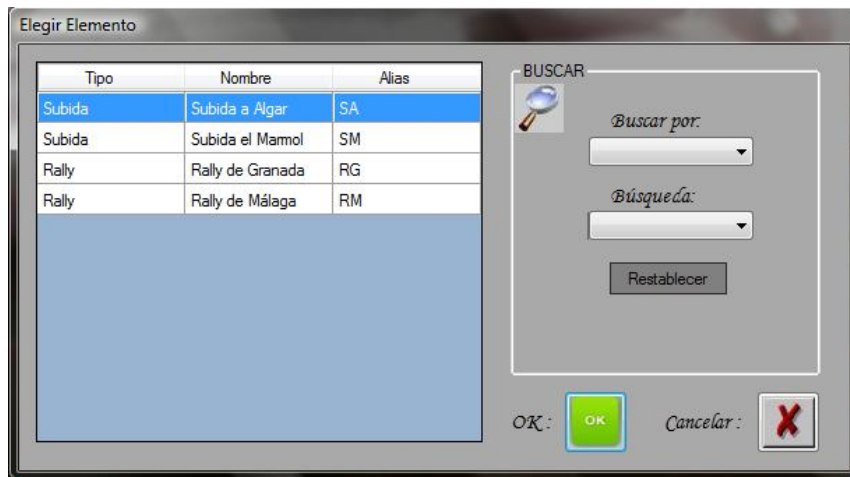 Elegir Elemento
Tipo Nombre Alias
Subida Subida a Algar SA
Subida Subida el Marmol SM
Rally Rally de Granada RG
Rally Rally de Málaga RM
BUSCAR
Buscar por:
Búsqueda:
Restablecer
OK : OK Cancelar :